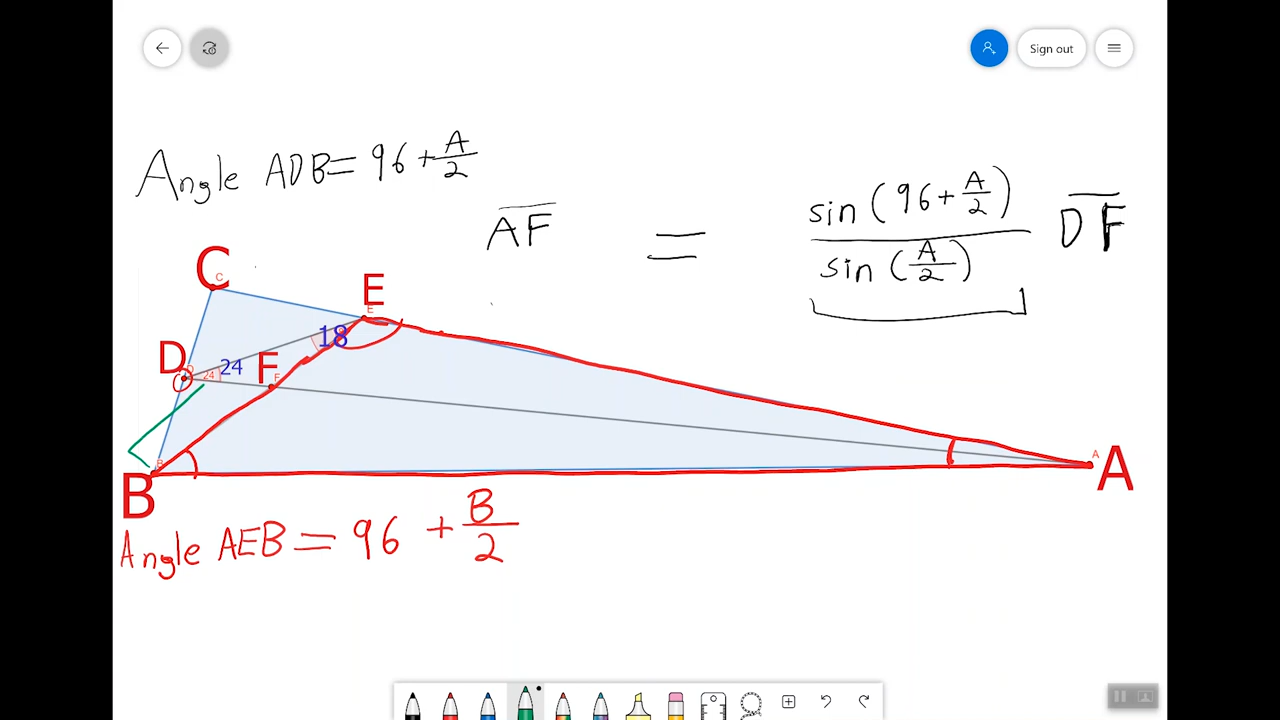 Sign out
Angle ADB = 96 + A/2
AF = sin(96 + A/2) / sin(A/2) DF
C
C
E
E
18
D
D
24
24
F
F
B
B
A
A
Angle AEB = 96 + B/2